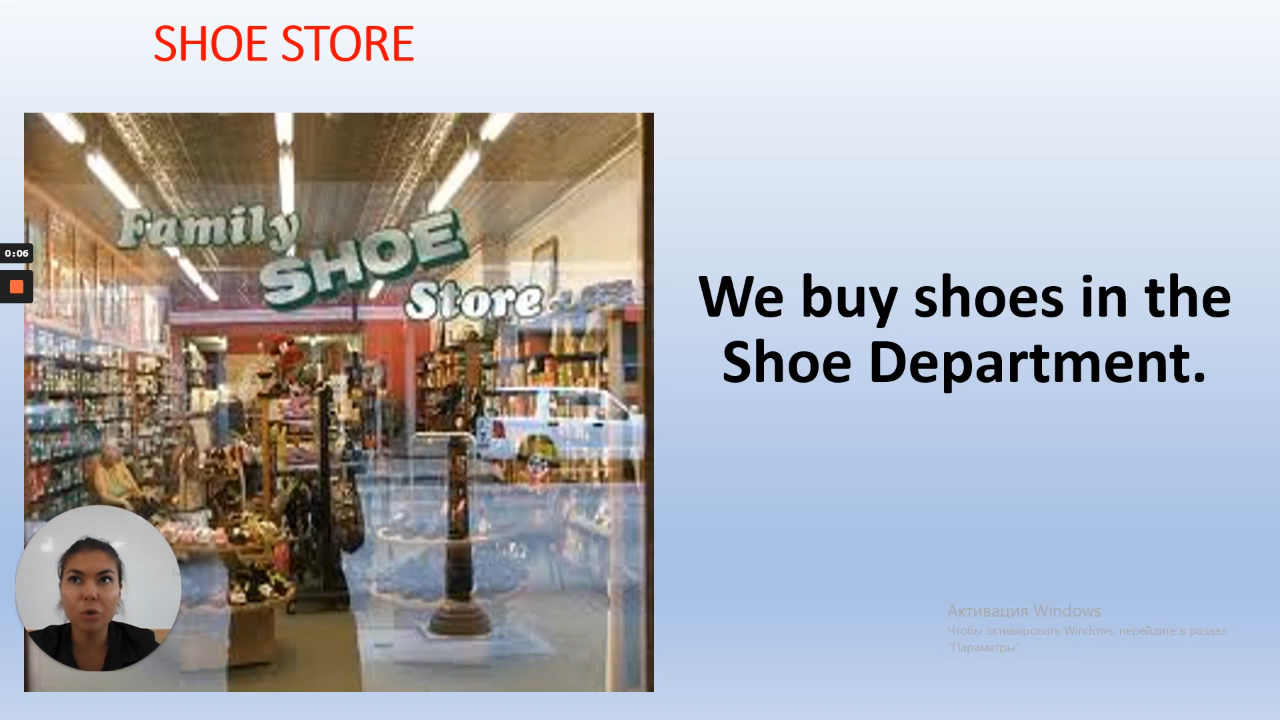 SHOE STORE
Family
SHOE
Store
0:06
We buy shoes in the
Shoe Department.
Активация Windows
Чтобы активировать Windows, перейдите в раздел
"Параметры".